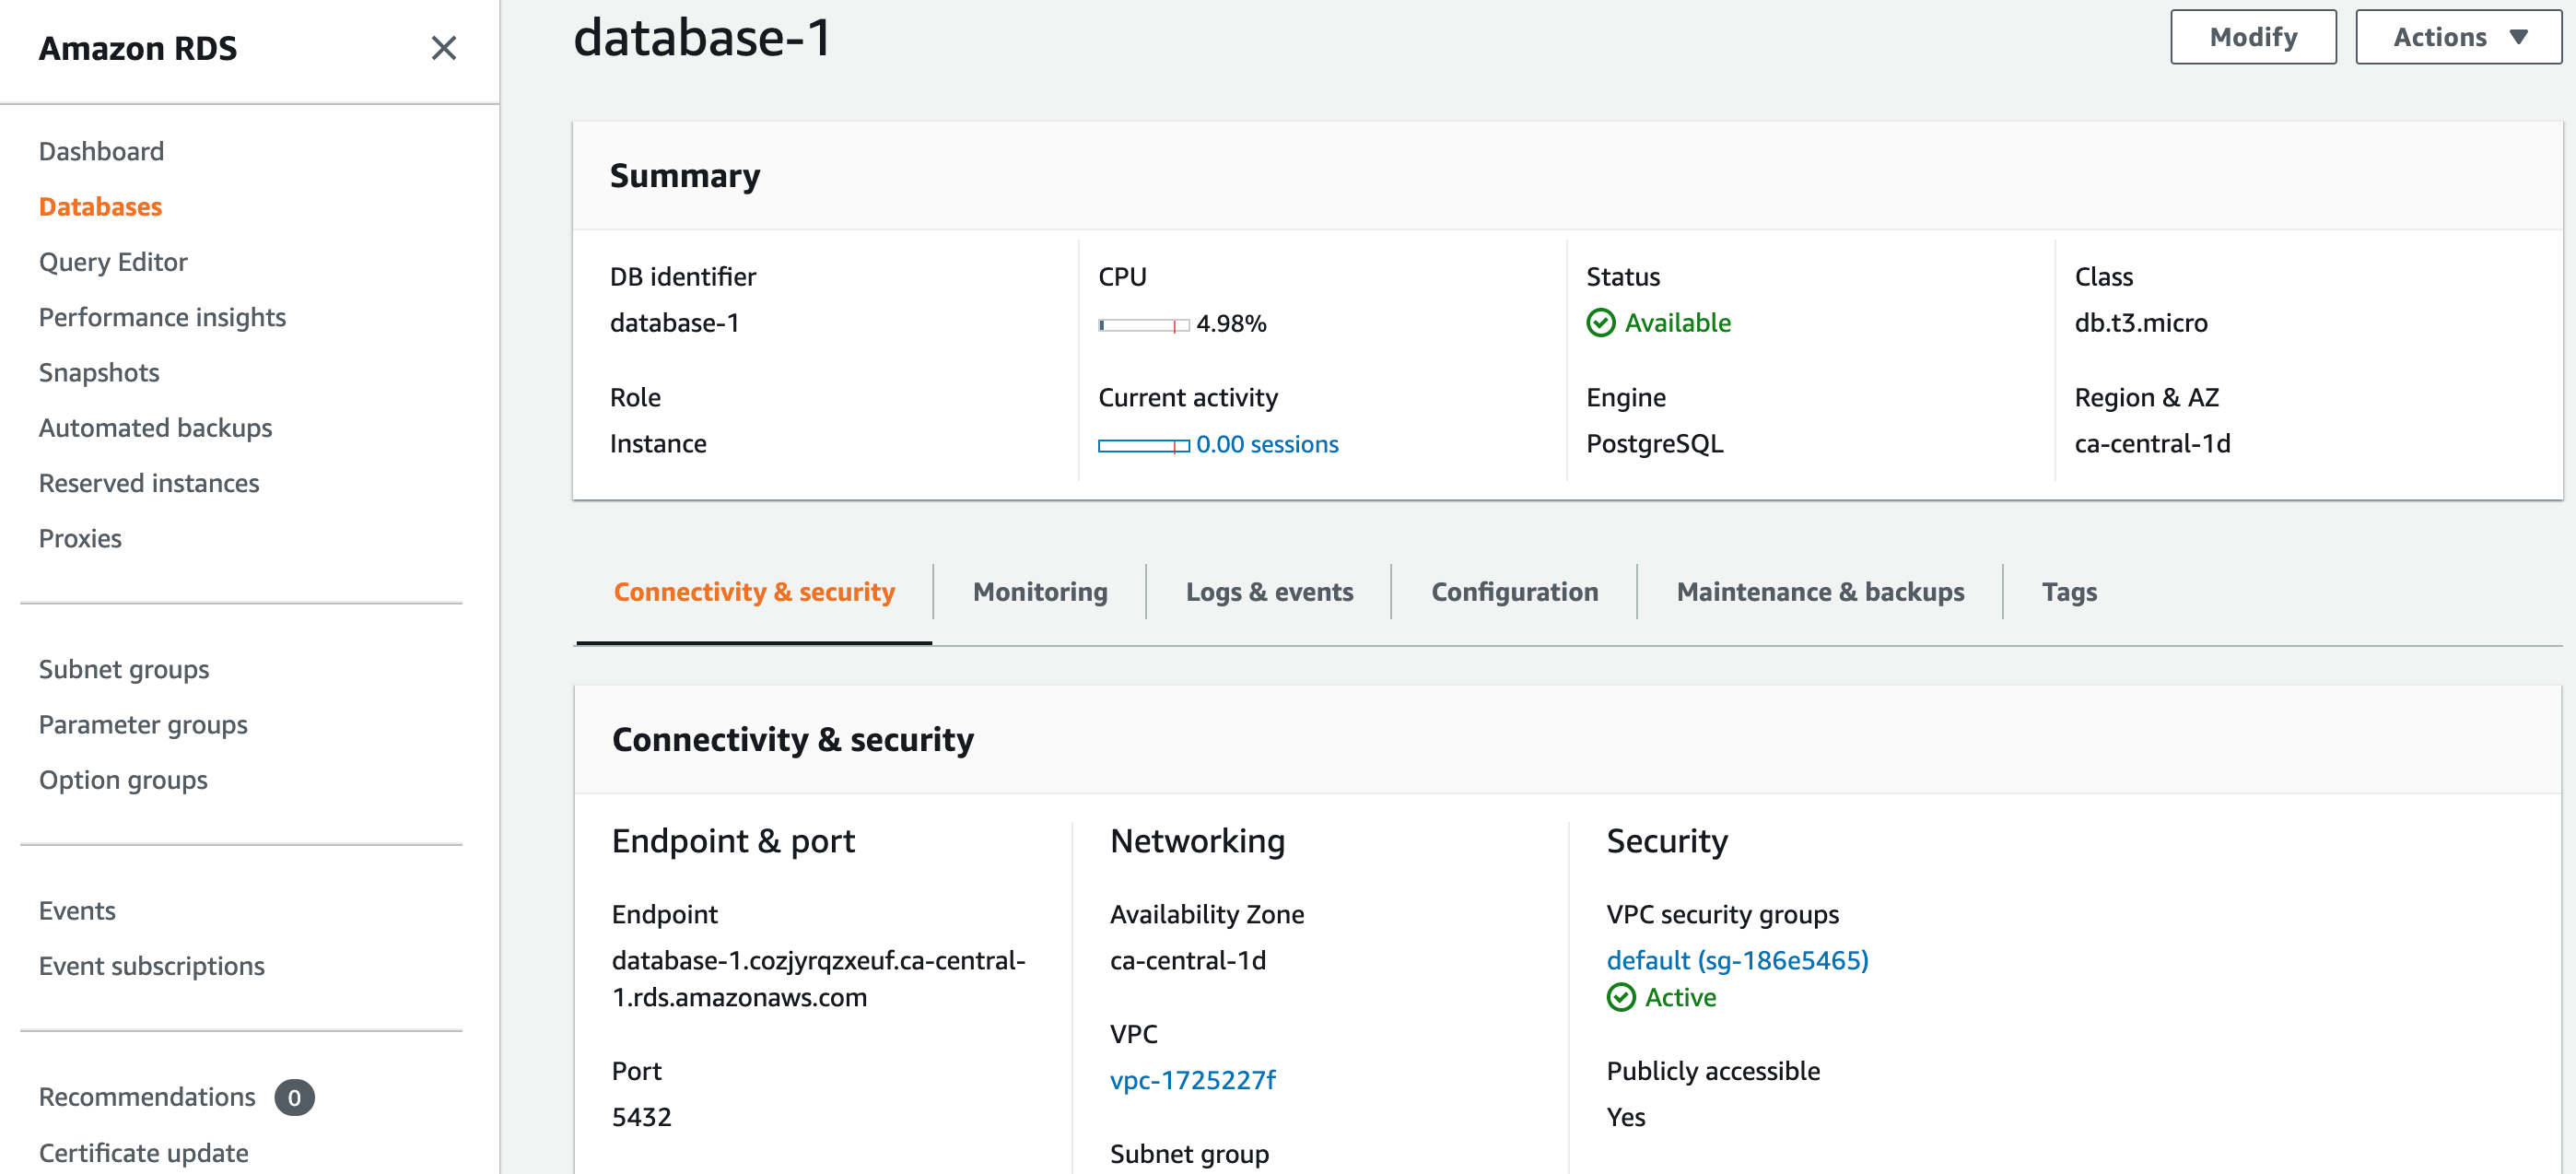 Amazon RDS
Dashboard
Databases
Query Editor
Performance insights
Snapshots
Automated backups
Reserved instances
Proxies
Subnet groups
Parameter groups
Option groups
Events
Event subscriptions
Recommendations 0
Certificate update
database-1
Modify
Actions
Summary
DB identifier
database-1
CPU
4.98%
Status
Available
Class
db.t3.micro
Role
Instance
Current activity
0.00 sessions
Engine
PostgreSQL
Region & AZ
ca-central-1d
Connectivity & security
Monitoring
Logs & events
Configuration
Maintenance & backups
Tags
Connectivity & security
Endpoint & port
Endpoint
database-1.cozjyrqzxeuf.ca-central-
1.rds.amazonaws.com
Port
5432
Networking
Availability Zone
ca-central-1d
VPC
vpc-1725227f
Subnet group
Security
VPC security groups
default (sg-186e5465)
Active
Publicly accessible
Yes